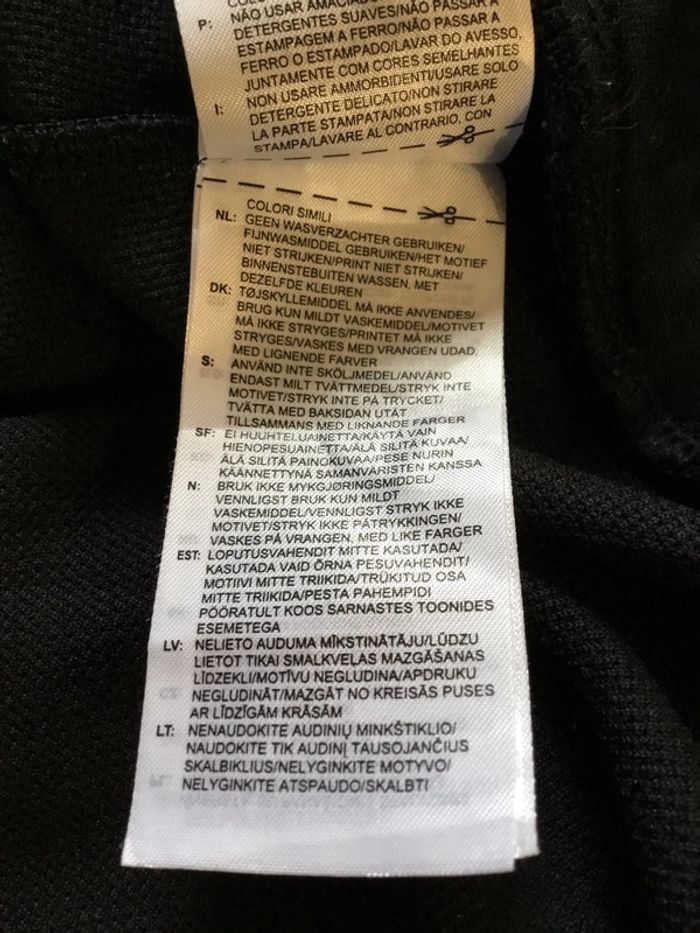 NÃO USAR AMACIADO
P: DETERGENTES SUAVES/NÃO PASSAR A
ESTAMPAGEM A FERRO/NÃO PASSAR A
FERRO O ESTAMPADO/LAVAR DO AVESSO,
JUNTAMENTE COM CORES SEMELHANTES
I: NON USARE AMMORBIDENTI/USARE SOLO
DETERGENTE DELICATO/NON STIRARE
LA PARTE STAMPATA/NON STIRARE LA
STAMPA/LAVARE AL CONTRARIO, CON
COLORI SIMILI
NL: GEEN WASVERZACHTER GEBRUIKEN/
FIJNWASMIDDEL GEBRUIKEN/HET MOTIEF
NIET STRIJKEN/PRINT NIET STRIJKEN/
BINNENSTEBUITEN WASSEN, MET
DEZELFDE KLEUREN
DK: TØJSKYLLEMIDDEL MÅ IKKE ANVENDES/
BRUG KUN MILDT VASKEMIDDEL/MOTIVET
MÅ IKKE STRYGES/PRINTET MÅ IKKE
STRYGES/VASKES MED VRANGEN UDAD,
MED LIGNENDE FARVER
S: ANVÄND INTE SKÖLJMEDEL/ANVÄND
ENDAST MILT TVÄTTMEDEL/STRYK INTE
MOTIVET/STRYK INTE PÅ TRYCKET/
TVÄTTA MED BAKSIDAN UTÅT
TILLSAMMANS MED LIKNANDE FÄRGER
SF: EI HUUHTELUAINETTA/KÄYTÄ VAIN
HIENOPESUAINETTA/ÄLÄ SILITÄ KUVAA/
ÄLÄ SILITÄ PAINOKUVAA/PESE NURIN
KÄÄNNETTYNÄ SAMANVÄRISTEN KANSSA
N: BRUK IKKE MYKGJØRINGSMIDDEL/
VENNLIGST BRUK KUN MILDT
VASKEMIDDEL/VENNLIGST STRYK IKKE
MOTIVET/STRYK IKKE PÅTRYKKINGEN/
VASKES PÅ VRANGEN, MED LIKE FARGER
EST: LOPUTUSVAHENDIT MITTE KASUTADA/
KASUTADA VAID ÕRNA PESUVAHENDIT/
MOTIIVI MITTE TRIIKIDA/TRÜKITUD OSA
MITTE TRIIKIDA/PESTA PAHEMPIDI
PÖÖRATULT KOOS SARNASTES TOONIDES
ESEMETEGA
LV: NELIETO AUDUMA MĪKSTINĀTĀJU/LŪDZU
LIETOT TIKAI SMALKVEĻAS MAZGĀŠANAS
LĪDZEKLI/MOTĪVU NEGLUDINA/APDRUKU
NEGLUDINĀT/MAZGĀT NO KREISĀS PUSES
AR LĪDZĪGĀM KRĀSĀM
LT: NENAUDOKITE AUDINIŲ MINKŠTIKLIO/
NAUDOKITE TIK AUDINĮ TAUSOJANČIUS
SKALBIKLIUS/NELYGINKITE MOTYVO/
NELYGINKITE ATSPAUDO/SKALBTI